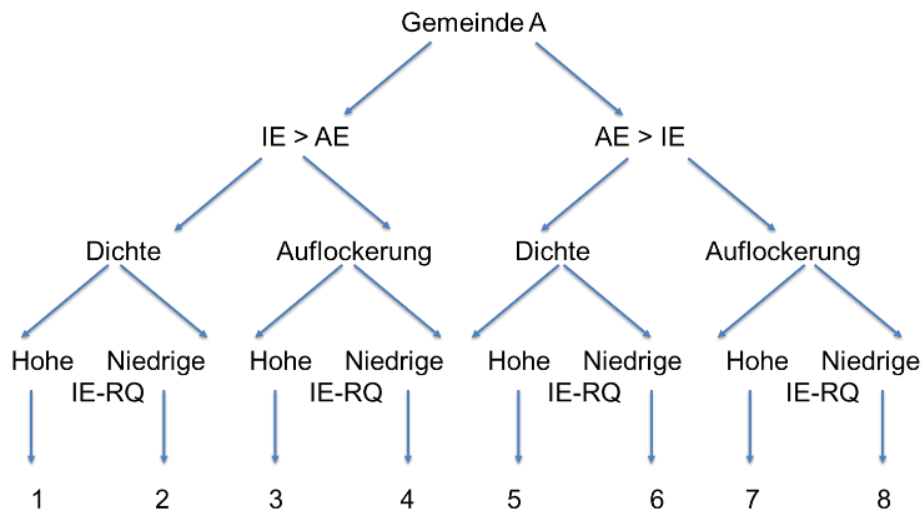 Gemeinde A
IE > AE AE > IE
Dichte Auflockerung Dichte Auflockerung
Hohe Niedrige Hohe Niedrige Hohe Niedrige Hohe Niedrige
IE-RQ IE-RQ IE-RQ IE-RQ
1 2 3 4 5 6 7 8